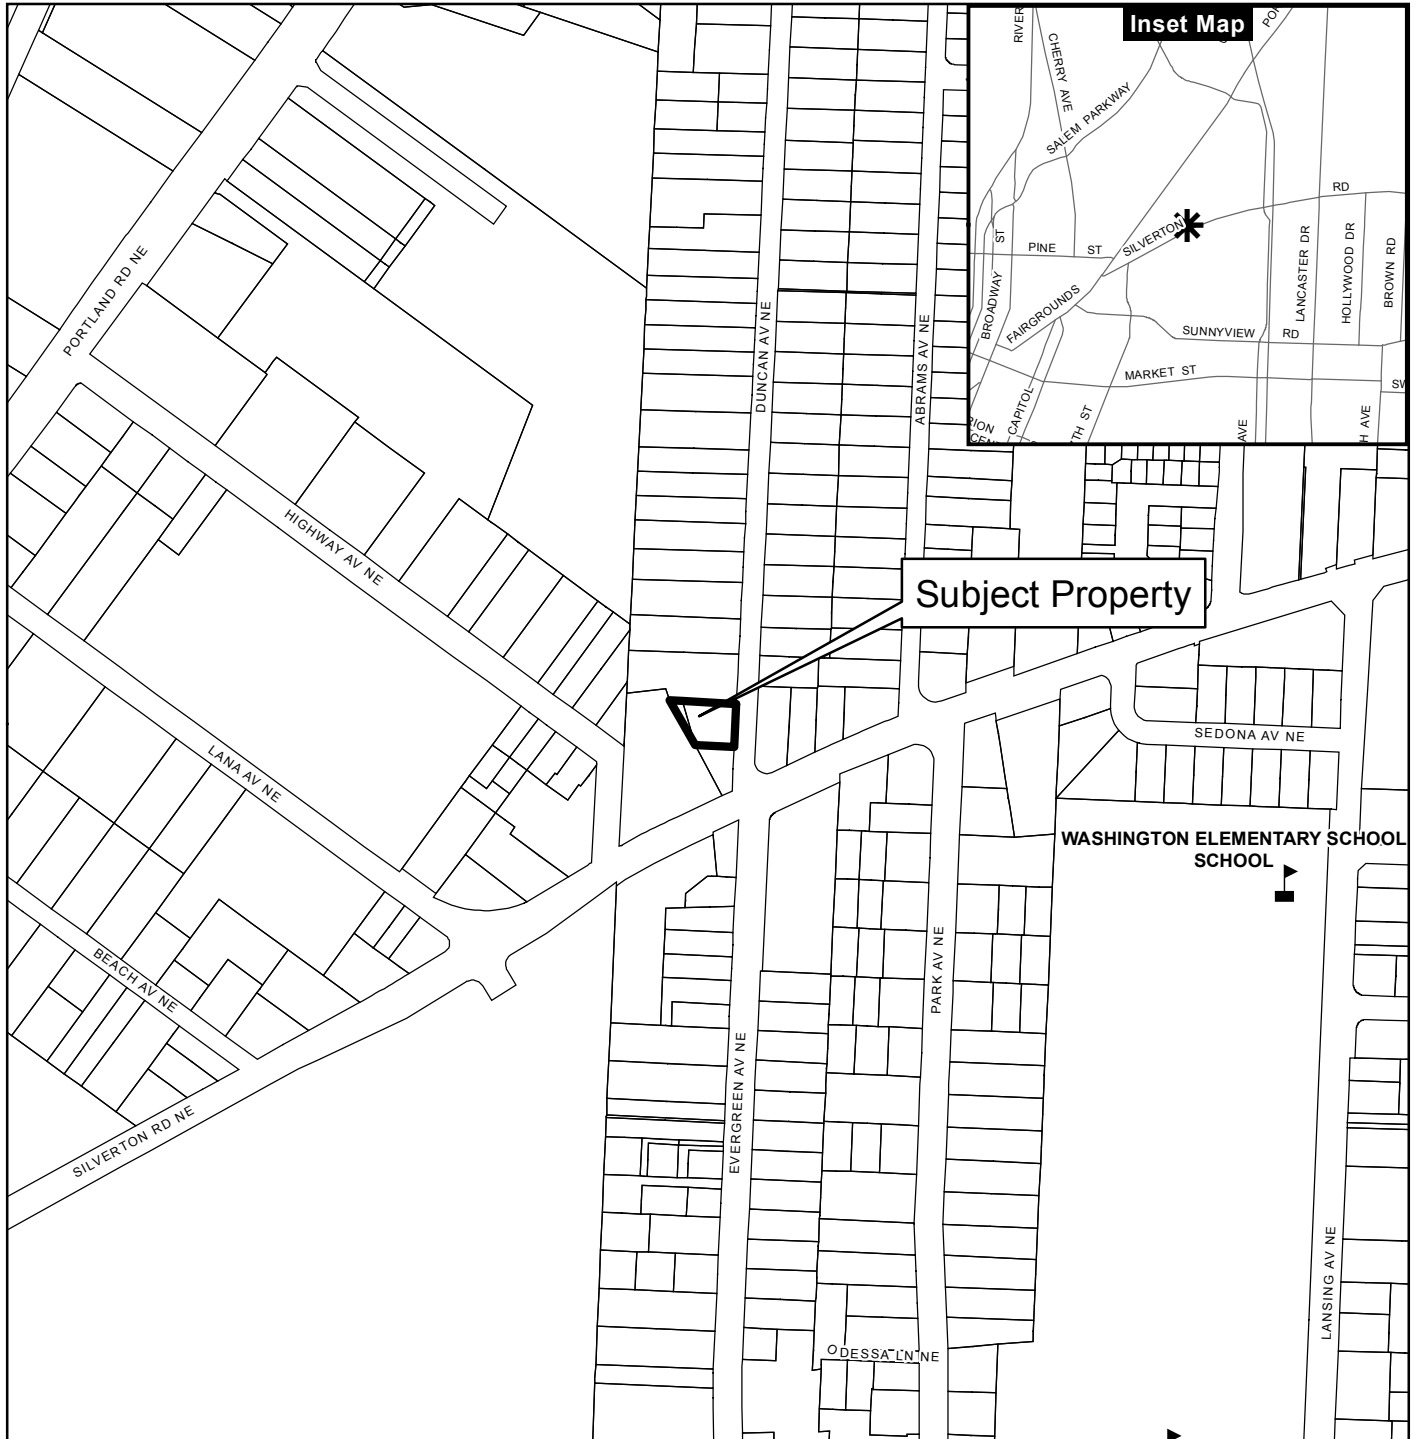 Inset Map
RIVER
CHERRY AVE
SALEM PARKWAY
RD
PINE ST
ST
SILVERTON
BROADWAY
FAIRGROUNDS
LANCASTER DR
HOLLYWOOD DR
BROWN RD
SUNNYVIEW RD
MARKET ST
CAPITOL
TH ST
AVE
H AVE
PORTLAND RD NE
DUNCAN AV NE
ABRAMS AV NE
HIGHWAY AV NE
Subject Property
LANA AV NE
SEDONA AV NE
WASHINGTON ELEMENTARY SCHOOL
SCHOOL
BEACH AV NE
PARK AV NE
EVERGREEN AV NE
SILVERTON RD NE
LANSING AV NE
ODESSA LN NE